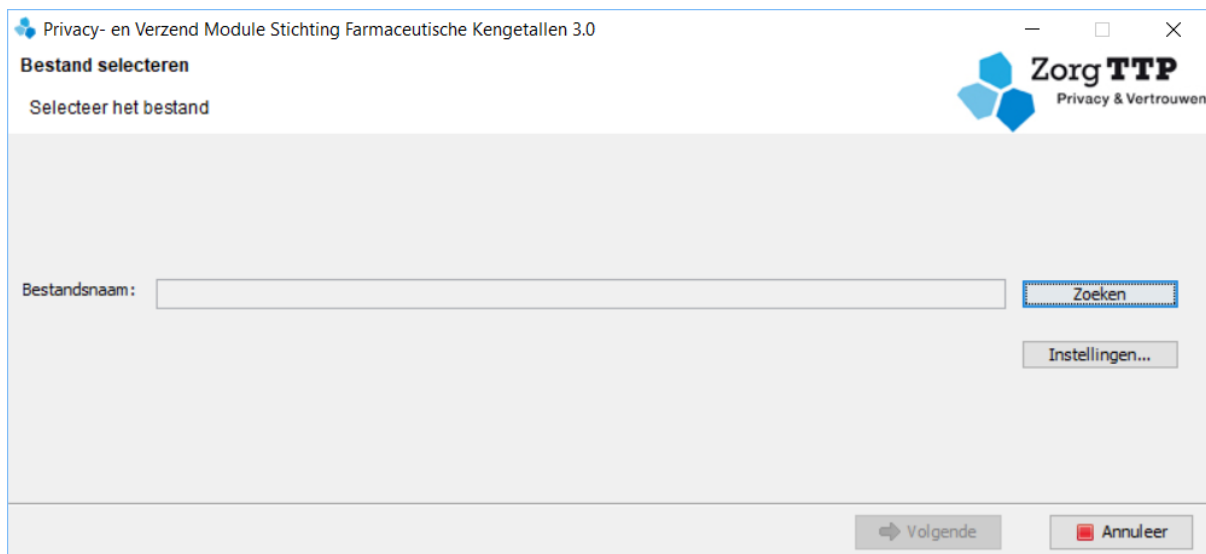 Privacy- en Verzend Module Stichting Farmaceutische Kengetallen 3.0
Bestand selecteren
Selecteer het bestand
Zorg TTP
Privacy & Vertrouwen
Bestandsnaam:
Zoeken
Instellingen...
Volgende
Annuleer